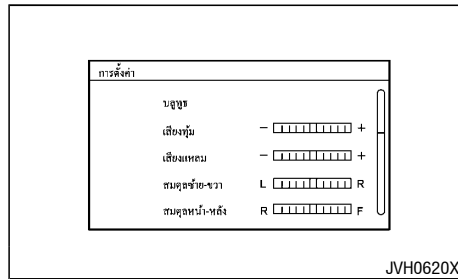 การตั้งค่า
บลูทูธ
เสียงทุ้ม − +
เสียงแหลม − +
สมดุลซ้าย-ขวา L R
สมดุลหน้า-หลัง R F
JVH0620X